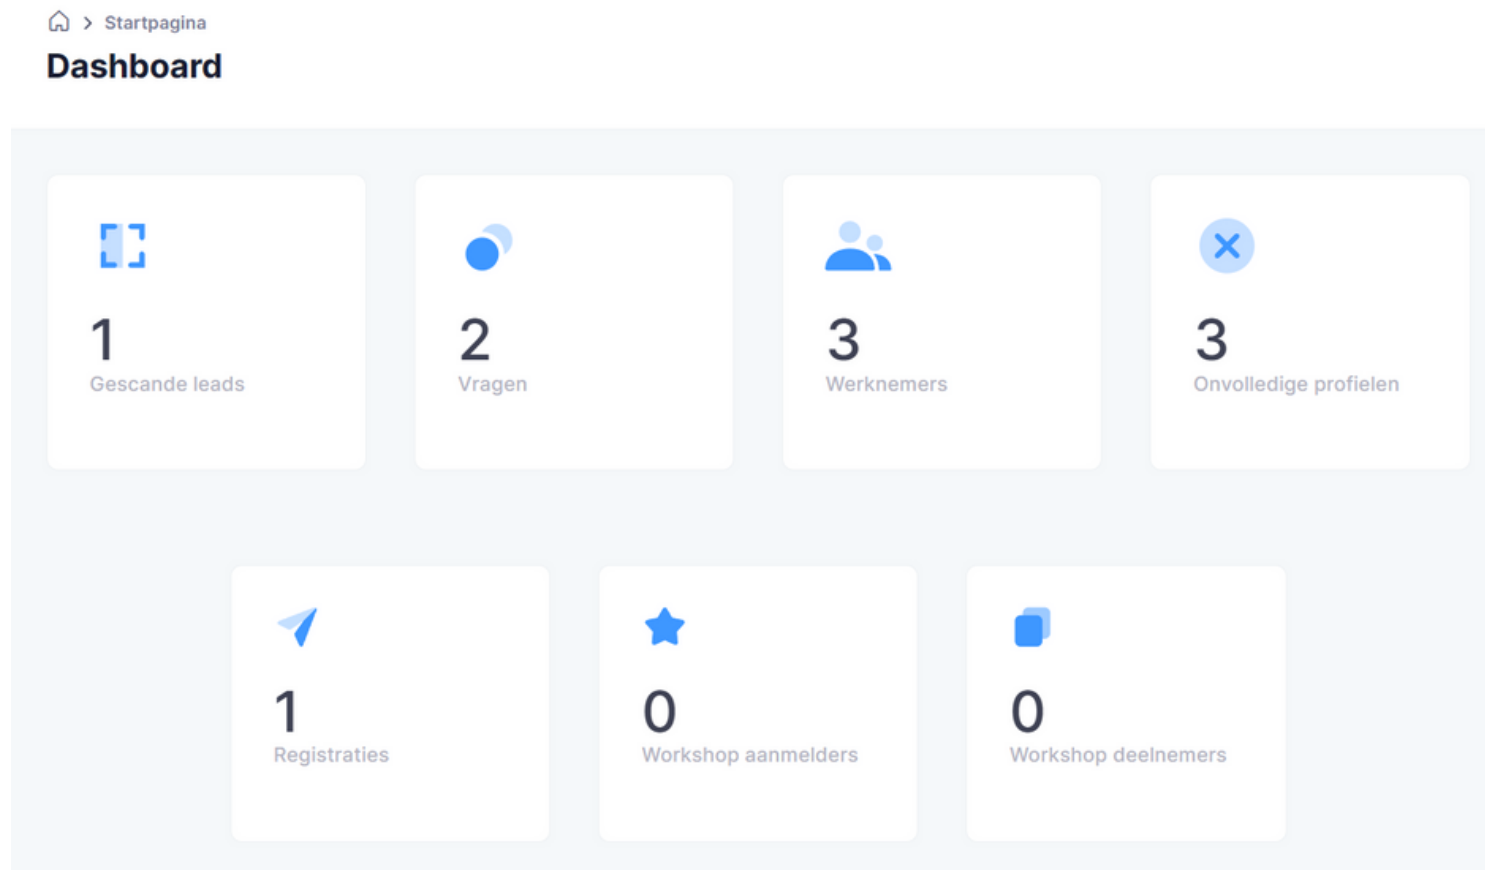 Startpagina
Dashboard
1
Gescande leads
2
Vragen
3
Werknemers
3
Onvolledige profielen
1
Registraties
0
Workshop aanmelders
0
Workshop deelnemers